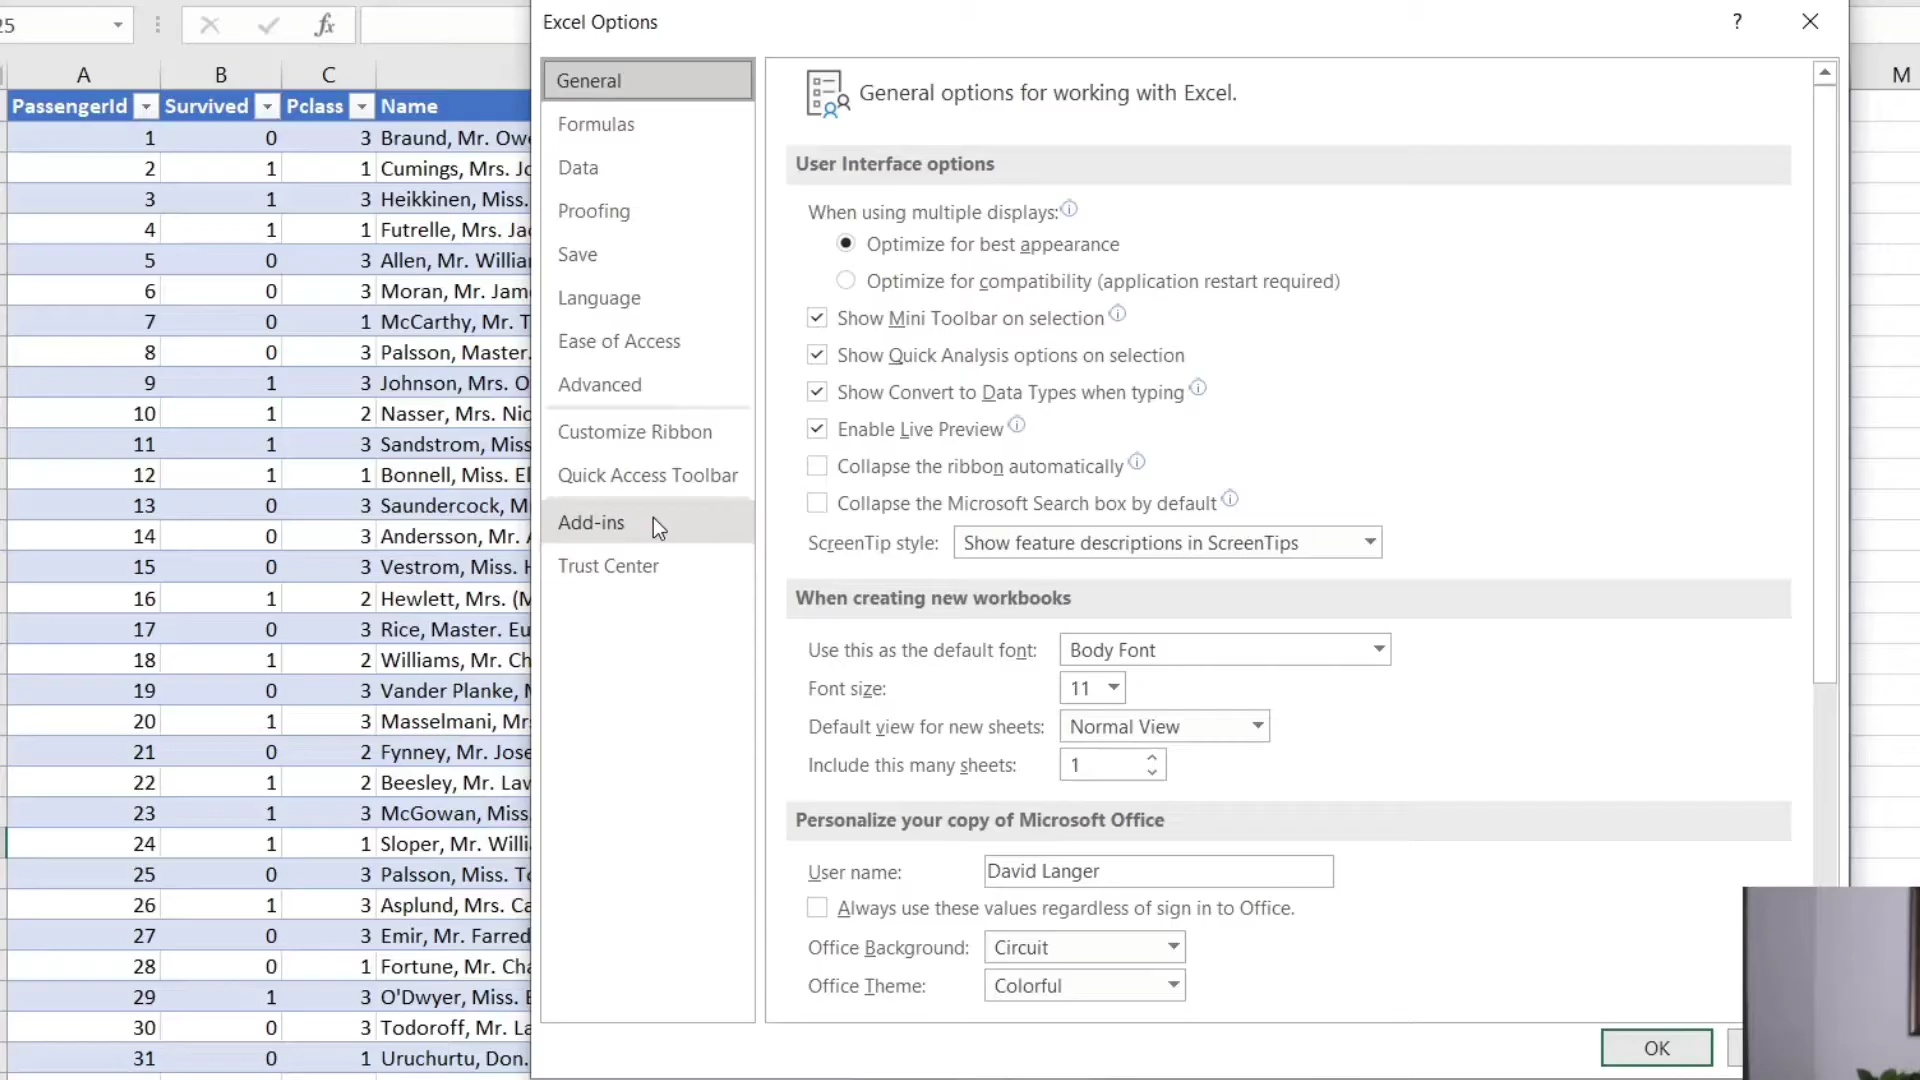 25
fx
Excel Options
?
A B C M
PassengerId Survived Pclass Name
1 0 3 Braund, Mr. Owe
2 1 1 Cumings, Mrs. Jo
3 1 3 Heikkinen, Miss.
4 1 1 Futrelle, Mrs. Jac
5 0 3 Allen, Mr. William
6 0 3 Moran, Mr. Jame
7 0 1 McCarthy, Mr. T
8 0 3 Palsson, Master.
9 1 3 Johnson, Mrs. O
10 1 2 Nasser, Mrs. Nic
11 1 3 Sandstrom, Miss
12 1 1 Bonnell, Miss. El
13 0 3 Saundercock, M
14 0 3 Andersson, Mr. A
15 0 3 Vestrom, Miss. H
16 1 2 Hewlett, Mrs. (M
17 0 3 Rice, Master. Eu
18 1 2 Williams, Mr. Ch
19 0 3 Vander Planke, M
20 1 3 Masselmani, Mrs
21 0 2 Fynney, Mr. Jose
22 1 2 Beesley, Mr. Law
23 1 3 McGowan, Miss.
24 1 1 Sloper, Mr. Willi
25 0 3 Palsson, Miss. To
26 1 3 Asplund, Mrs. Ca
27 0 3 Emir, Mr. Farred
28 0 1 Fortune, Mr. Cha
29 1 3 O'Dwyer, Miss. E
30 0 3 Todoroff, Mr. La
31 0 1 Uruchurtu, Don.
General
Formulas
Data
Proofing
Save
Language
Ease of Access
Advanced
Customize Ribbon
Quick Access Toolbar
Add-ins
Trust Center
General options for working with Excel.
User Interface options
When using multiple displays:
Optimize for best appearance
Optimize for compatibility (application restart required)
Show Mini Toolbar on selection
Show Quick Analysis options on selection
Show Convert to Data Types when typing
Enable Live Preview
Collapse the ribbon automatically
Collapse the Microsoft Search box by default
ScreenTip style: Show feature descriptions in ScreenTips
When creating new workbooks
Use this as the default font: Body Font
Font size: 11
Default view for new sheets: Normal View
Include this many sheets: 1
Personalize your copy of Microsoft Office
User name: David Langer
Always use these values regardless of sign in to Office.
Office Background: Circuit
Office Theme: Colorful
OK